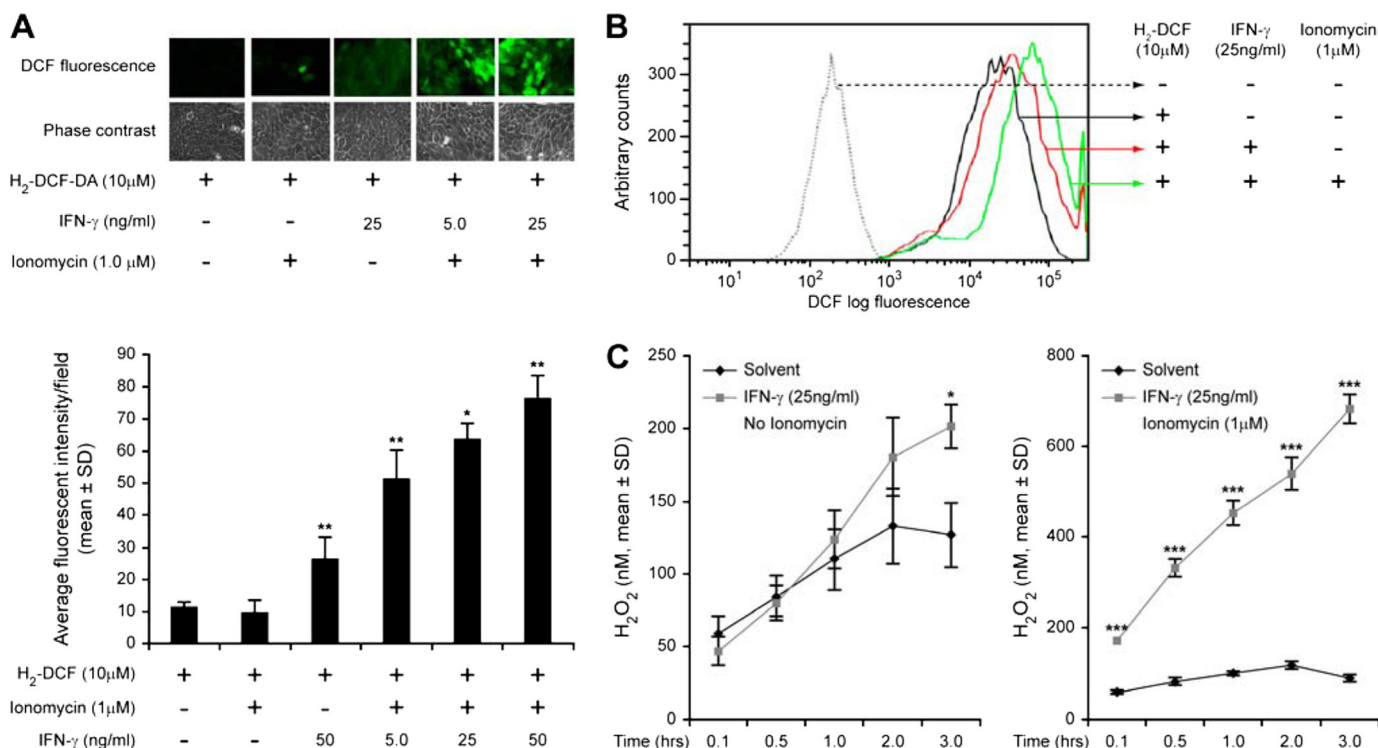 A
DCF fluorescence
Phase contrast
H2-DCF-DA (10μM) + + + + +
IFN-γ (ng/ml) - - 25 5.0 25
Ionomycin (1.0 μM) - + - + +
Average fluorescent intensity/field
(mean ± SD)
90
80
70
60
50
40
30
20
10
0
** ** * **
H2-DCF (10μM) + + + + + +
Ionomycin (1μM) - + - + + +
IFN-γ (ng/ml) - - 50 5.0 25 50
B
Arbitrary counts
300
200
100
0
10^1 10^2 10^3 10^4 10^5
DCF log fluorescence
H2-DCF IFN-γ Ionomycin
(10μM) (25ng/ml) (1μM)
- - -
+ - -
+ + -
+ + +
C
H2O2 (nM, mean ± SD)
250
200
150
100
50
0
Solvent
IFN-γ (25ng/ml)
No Ionomycin
*
Time (hrs) 0.1 0.5 1.0 2.0 3.0
H2O2 (nM, mean ± SD)
800
600
400
200
0
Solvent
IFN-γ (25ng/ml)
Ionomycin (1μM)
*** *** *** *** ***
Time (hrs) 0.1 0.5 1.0 2.0 3.0